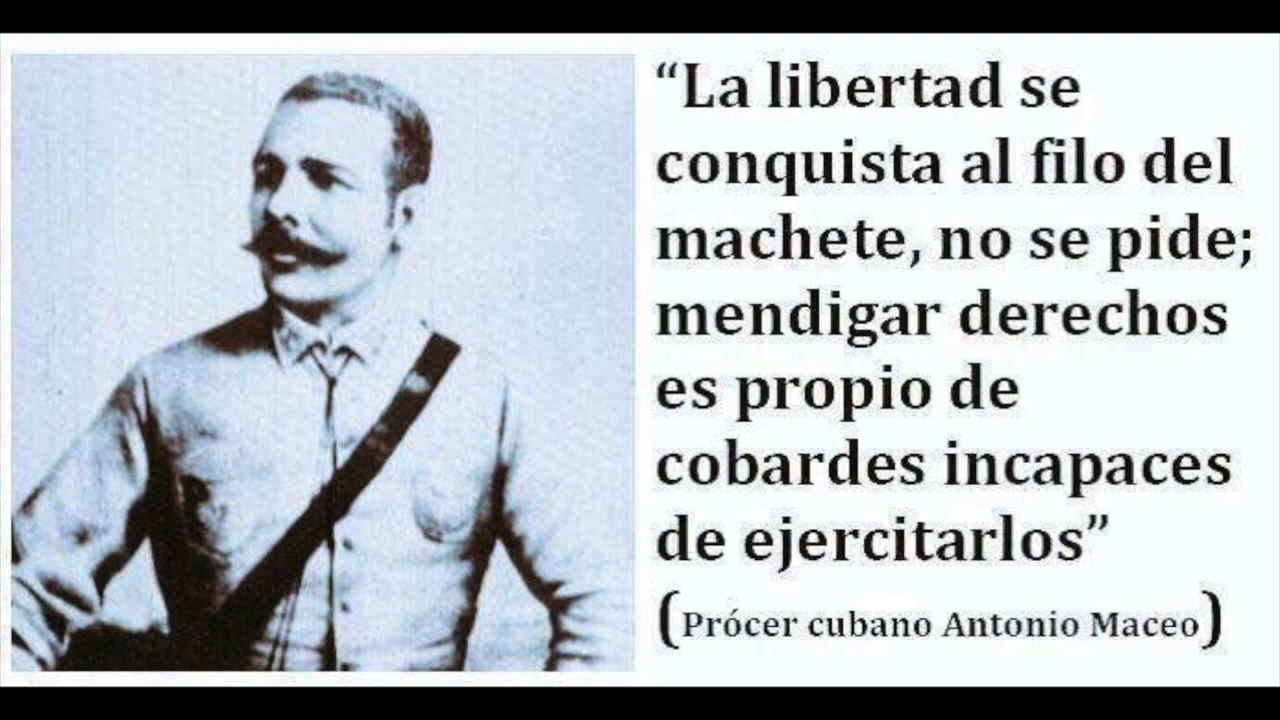 “La libertad se
conquista al filo del
machete, no se pide;
mendigar derechos
es propio de
cobardes incapaces
de ejercitarlos”
(Prócer cubano Antonio Maceo)